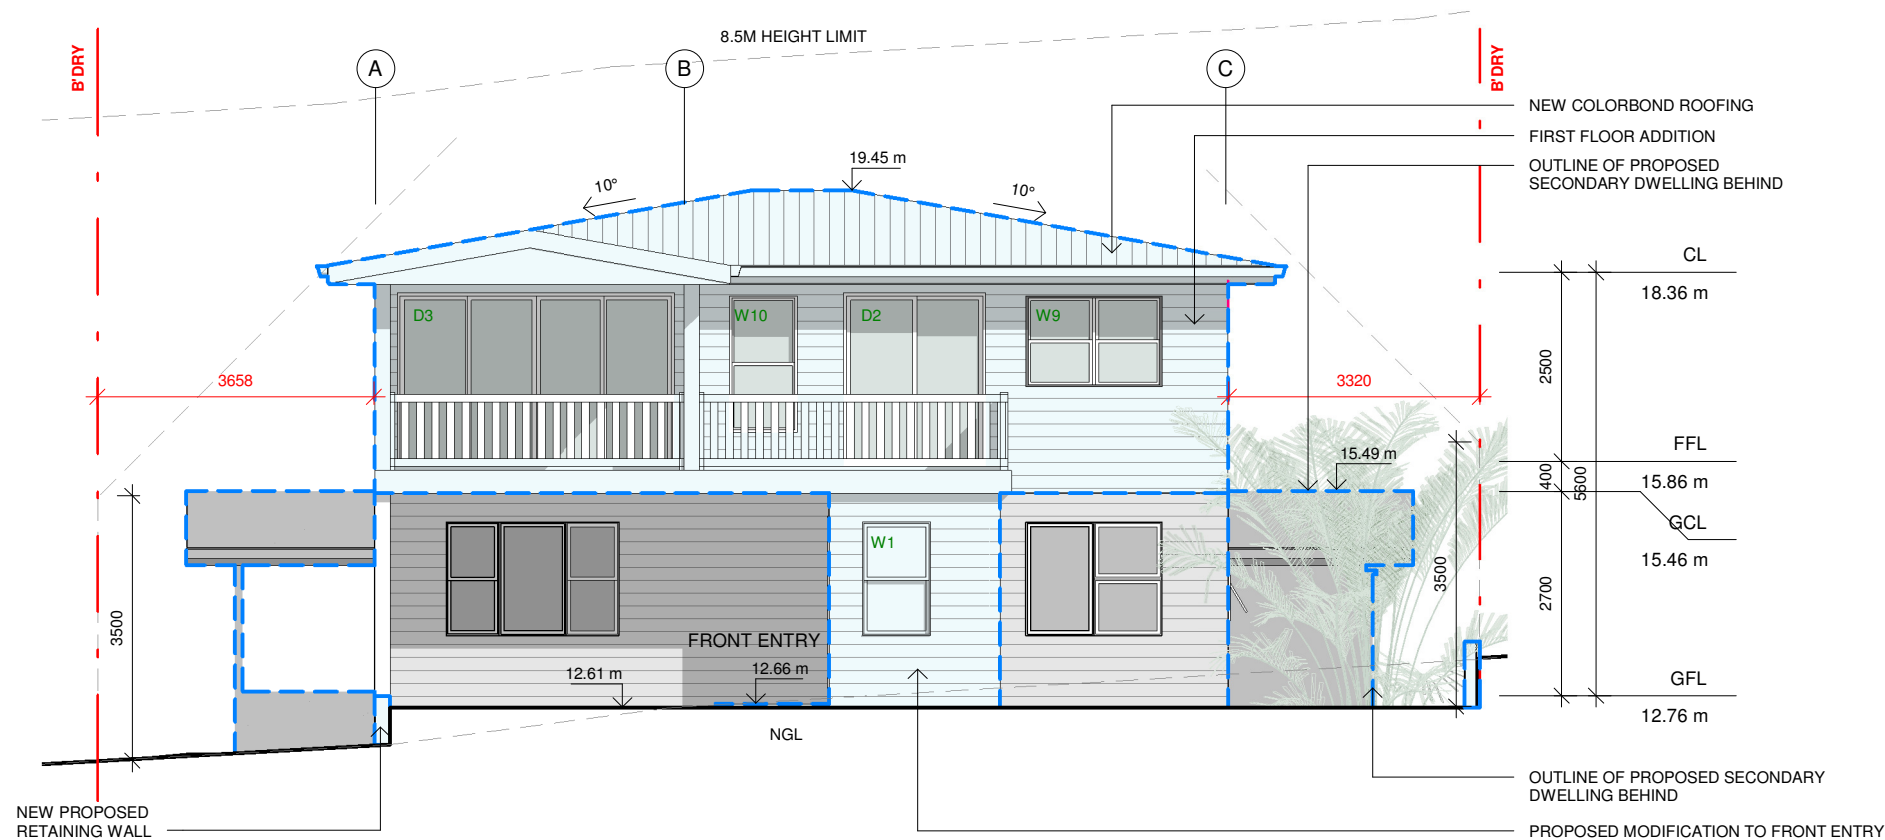 8.5M HEIGHT LIMIT
B'DRY
A
B
C
B'DRY
NEW COLORBOND ROOFING
FIRST FLOOR ADDITION
OUTLINE OF PROPOSED
SECONDARY DWELLING BEHIND
19.45 m
10°
10°
CL
18.36 m
D3
W10
D2
W9
3658
3320
2500
FFL
15.86 m
15.49 m
400
5600
GCL
15.46 m
W1
3500
3500
2700
FRONT ENTRY
12.61 m
12.66 m
GFL
12.76 m
NGL
OUTLINE OF PROPOSED SECONDARY
DWELLING BEHIND
NEW PROPOSED
RETAINING WALL
PROPOSED MODIFICATION TO FRONT ENTRY